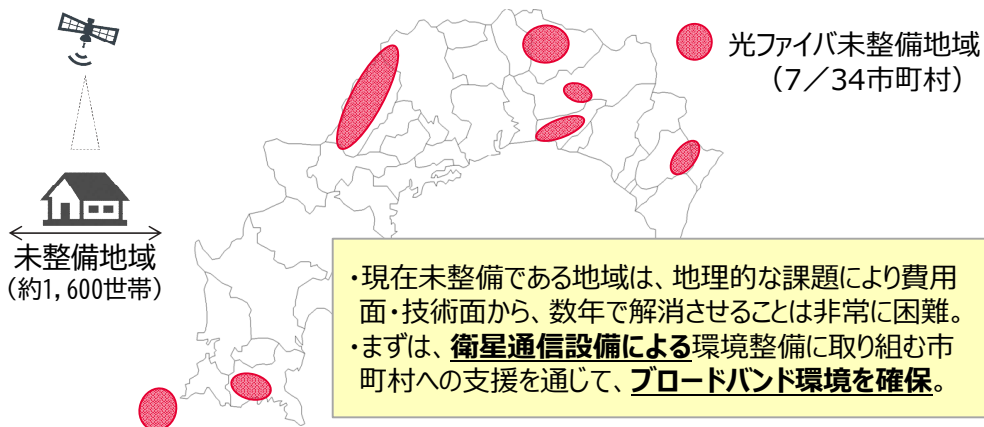 光ファイバ未整備地域
（7／34市町村）
未整備地域
（約1,600世帯）
・現在未整備である地域は、地理的な課題により費用
面・技術面から、数年で解消させることは非常に困難。
・まずは、衛星通信設備による環境整備に取り組む市
町村への支援を通じて、ブロードバンド環境を確保。